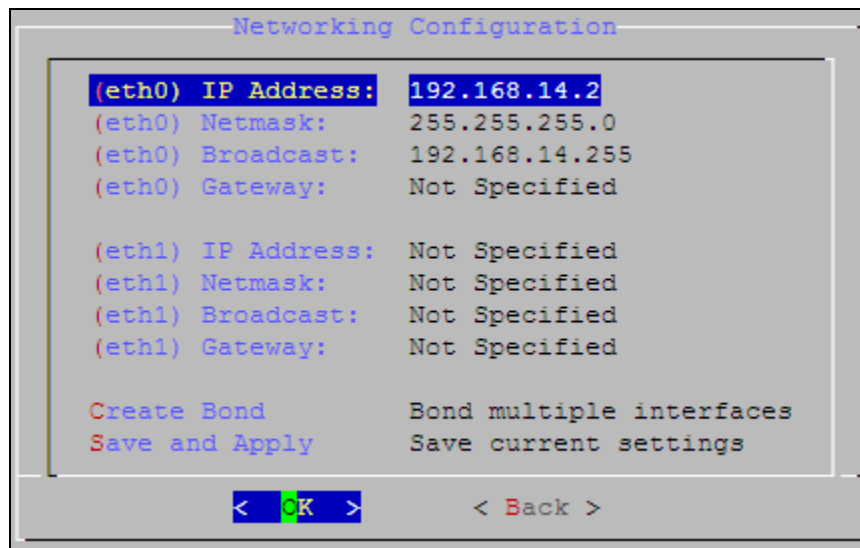 Networking Configuration
(eth0) IP Address: 192.168.14.2
(eth0) Netmask: 255.255.255.0
(eth0) Broadcast: 192.168.14.255
(eth0) Gateway: Not Specified
(eth1) IP Address: Not Specified
(eth1) Netmask: Not Specified
(eth1) Broadcast: Not Specified
(eth1) Gateway: Not Specified
Create Bond Bond multiple interfaces
Save and Apply Save current settings
< OK > < Back >